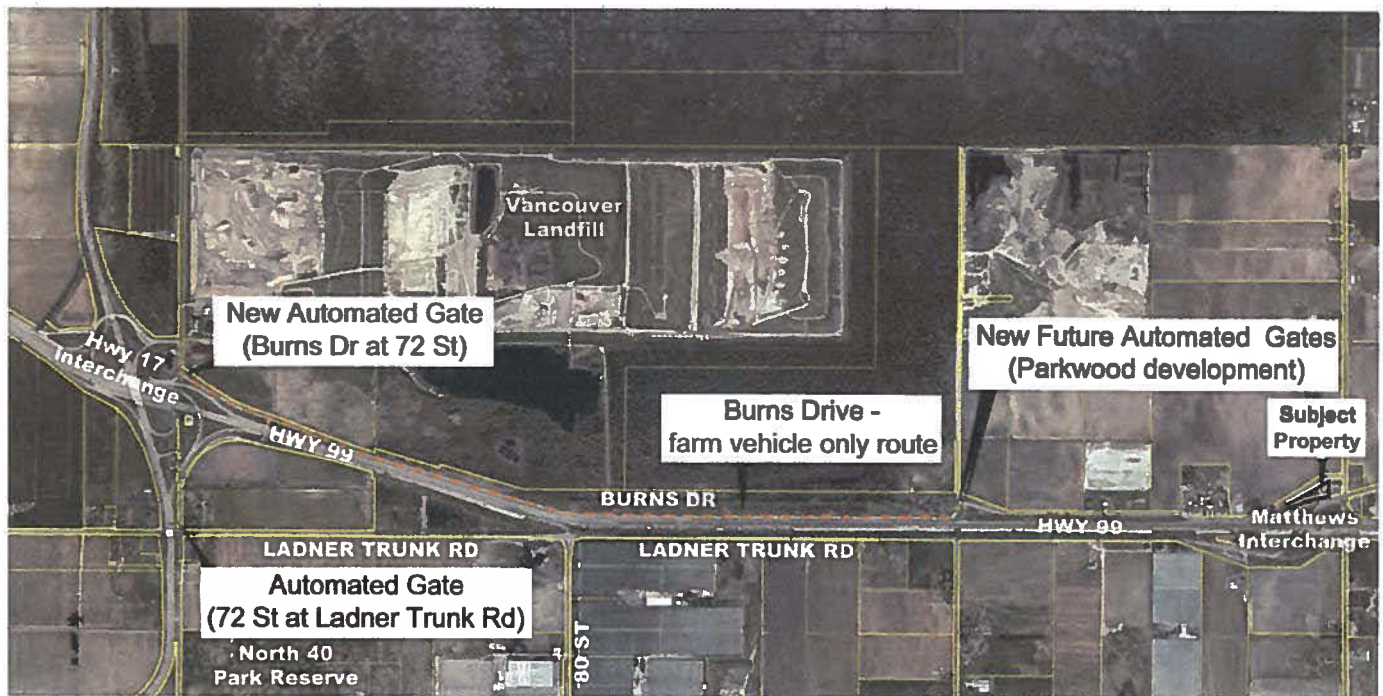 Vancouver
Landfill
New Automated Gate
(Burns Dr at 72 St)
Hwy 17
Interchange
New Future Automated Gates
(Parkwood development)
Burns Drive -
farm vehicle only route
Subject
Property
HWY 99
BURNS DR
HWY 99
Matthews
Interchange
LADNER TRUNK RD
LADNER TRUNK RD
Automated Gate
(72 St at Ladner Trunk Rd)
North 40
Park Reserve
80 ST